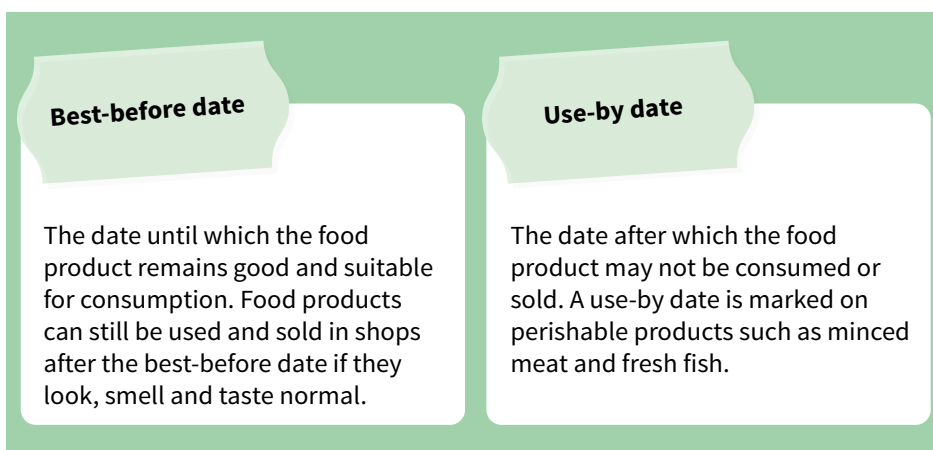 Best-before date
The date until which the food
product remains good and suitable
for consumption. Food products
can still be used and sold in shops
after the best-before date if they
look, smell and taste normal.
Use-by date
The date after which the food
product may not be consumed or
sold. A use-by date is marked on
perishable products such as minced
meat and fresh fish.